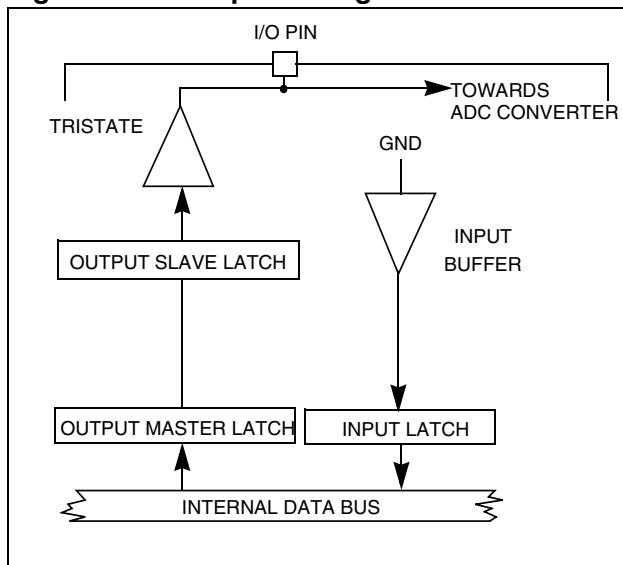 I/O PIN
TOWARDS
ADC CONVERTER
TRISTATE
GND
INPUT
BUFFER
OUTPUT SLAVE LATCH
OUTPUT MASTER LATCH
INPUT LATCH
INTERNAL DATA BUS